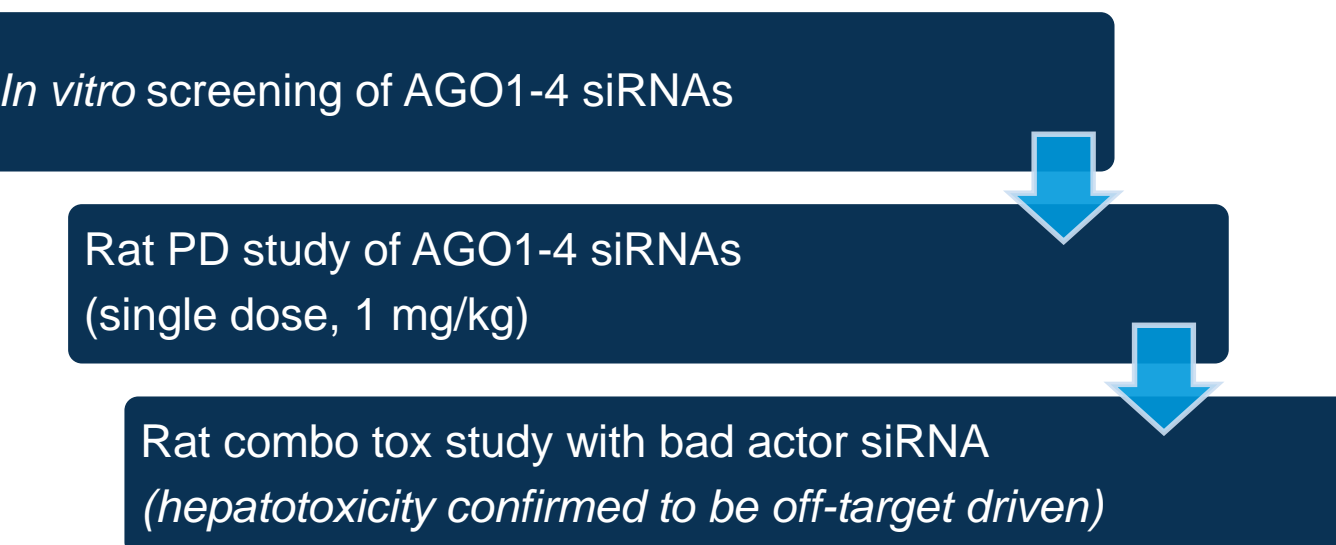 In vitro screening of AGO1-4 siRNAs
Rat PD study of AGO1-4 siRNAs
(single dose, 1 mg/kg)
Rat combo tox study with bad actor siRNA
(hepatotoxicity confirmed to be off-target driven)